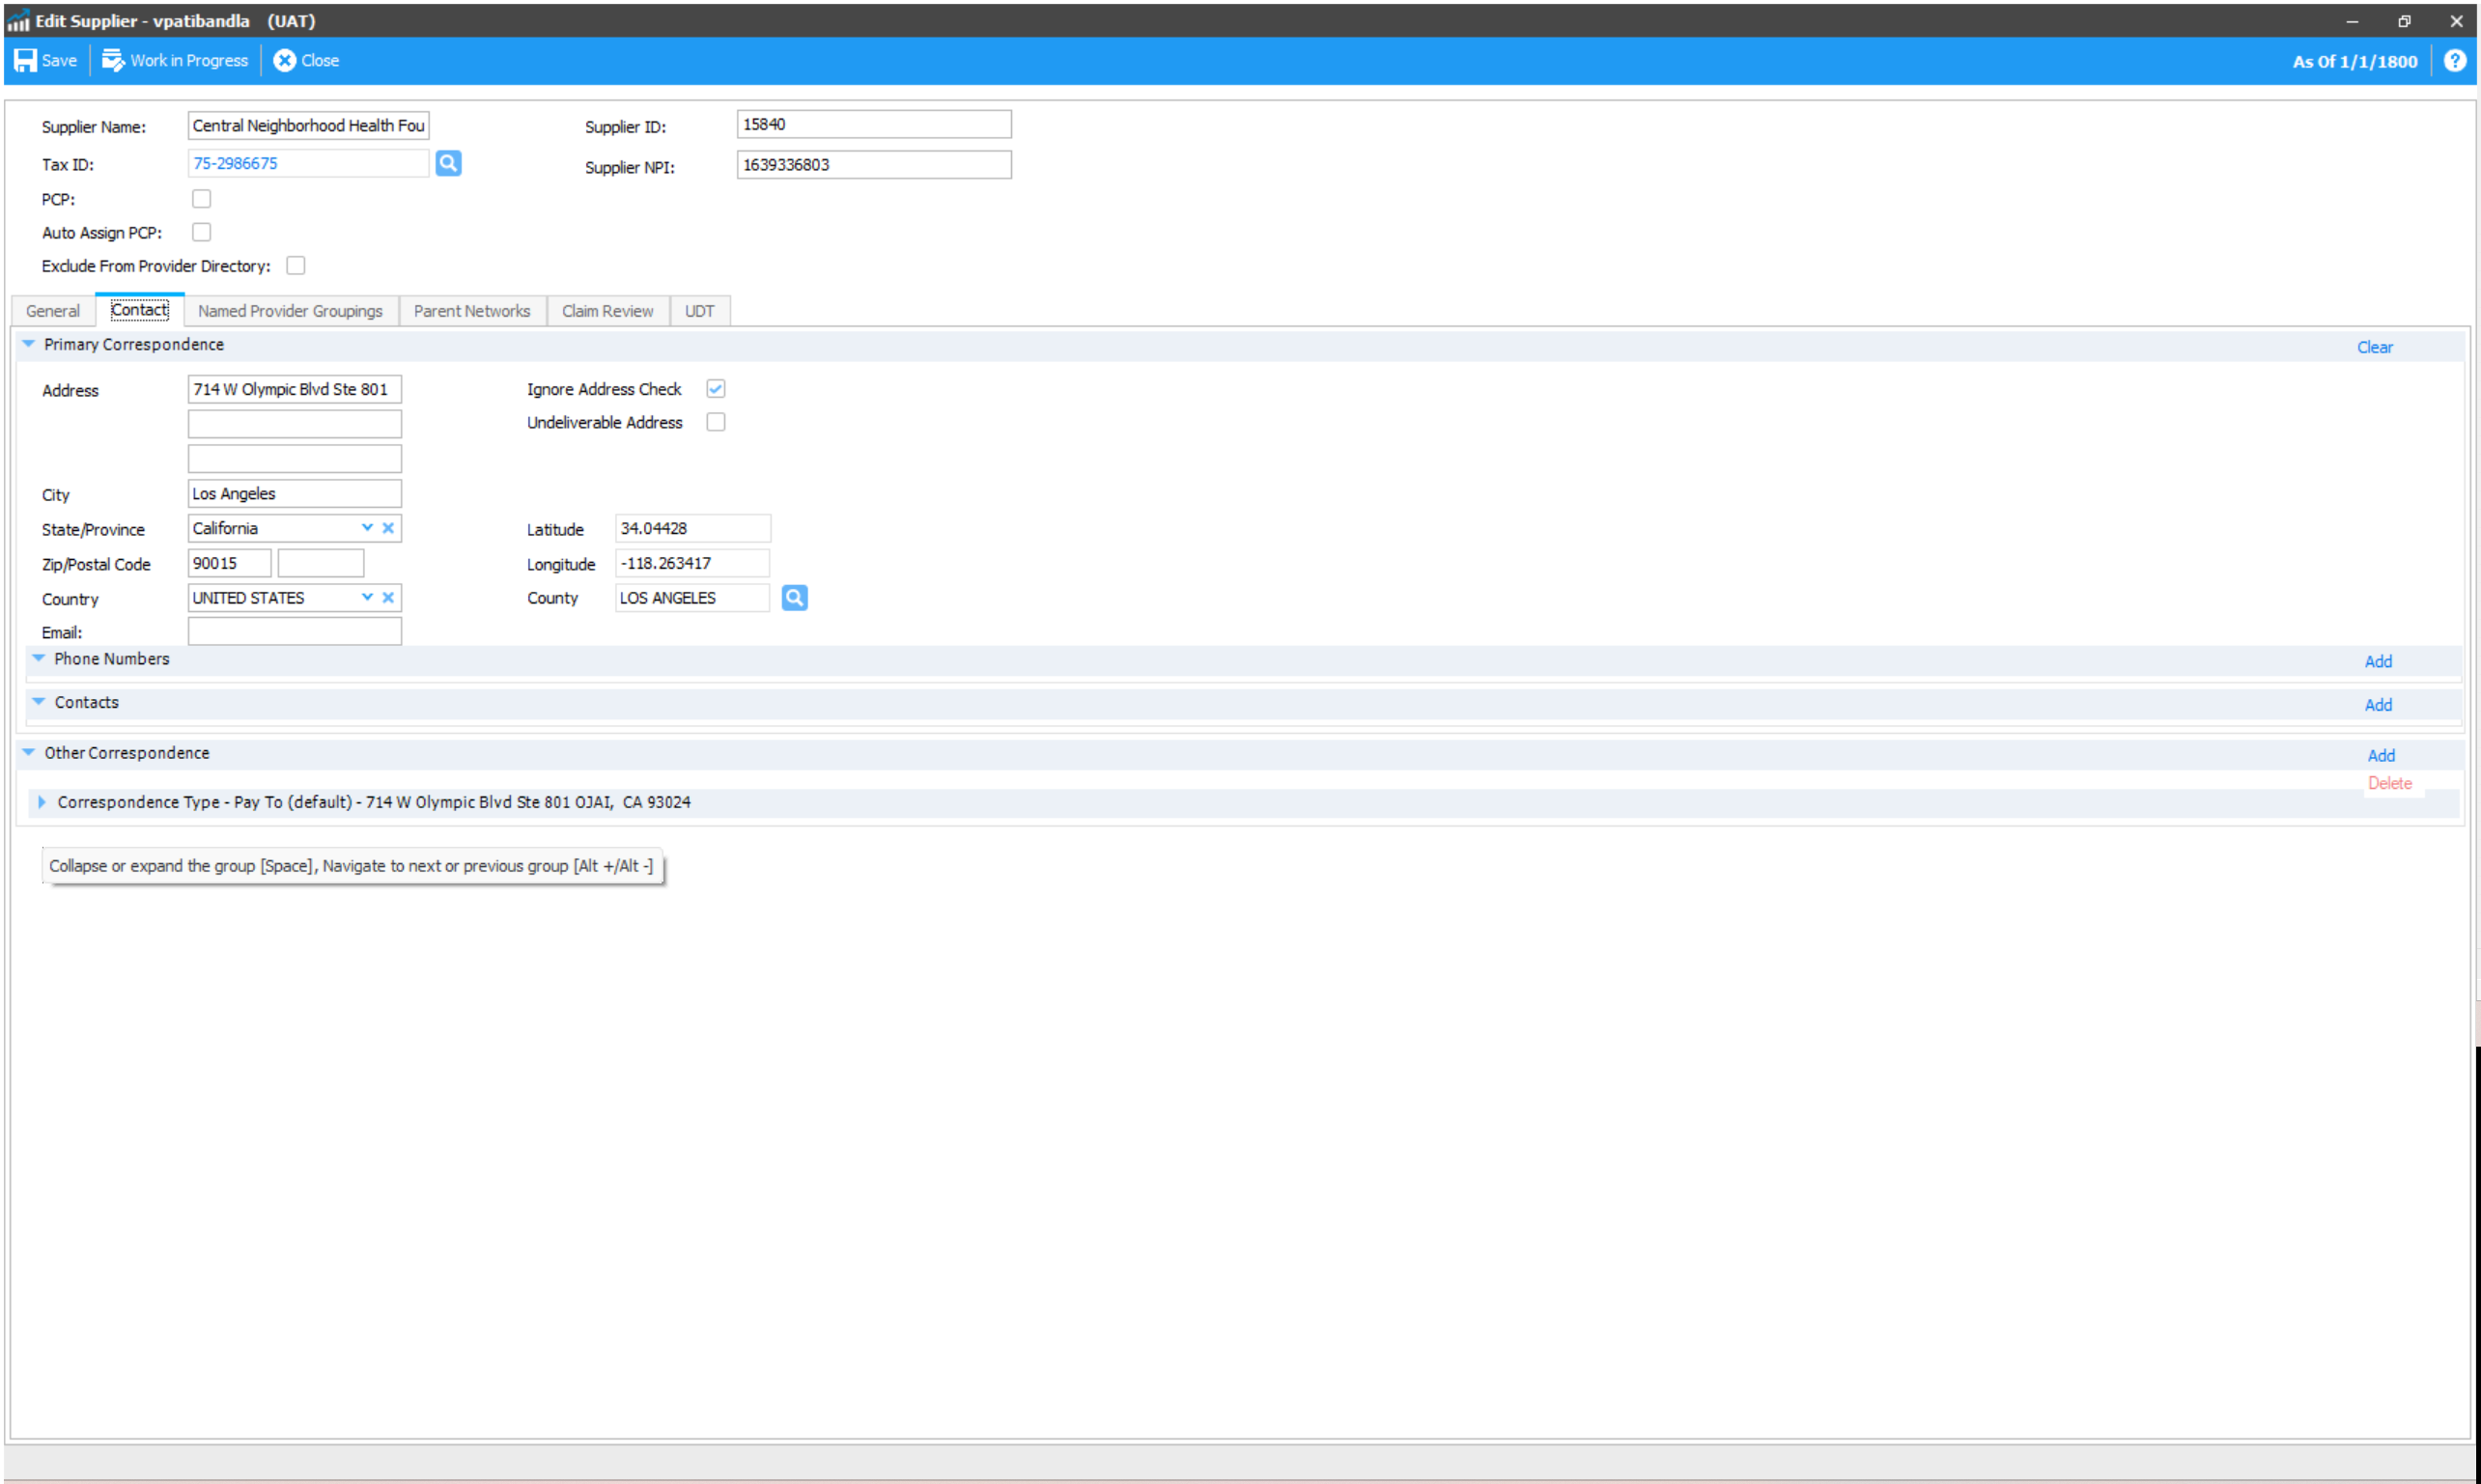 Edit Supplier - vpatibandla (UAT)
Save Work in Progress Close As Of 1/1/1800 ?
Supplier Name: Central Neighborhood Health Fou Supplier ID: 15840
Tax ID: 75-2986675 Supplier NPI: 1639336803
PCP:
Auto Assign PCP:
Exclude From Provider Directory:
General Contact Named Provider Groupings Parent Networks Claim Review UDT
Primary Correspondence Clear
Address 714 W Olympic Blvd Ste 801 Ignore Address Check
Undeliverable Address
City Los Angeles
State/Province California Latitude 34.04428
Zip/Postal Code 90015 Longitude -118.263417
Country UNITED STATES County LOS ANGELES
Email:
Phone Numbers Add
Contacts Add
Other Correspondence Add
Delete
Correspondence Type - Pay To (default) - 714 W Olympic Blvd Ste 801 OJAI, CA 93024
Collapse or expand the group [Space], Navigate to next or previous group [Alt +/Alt -]